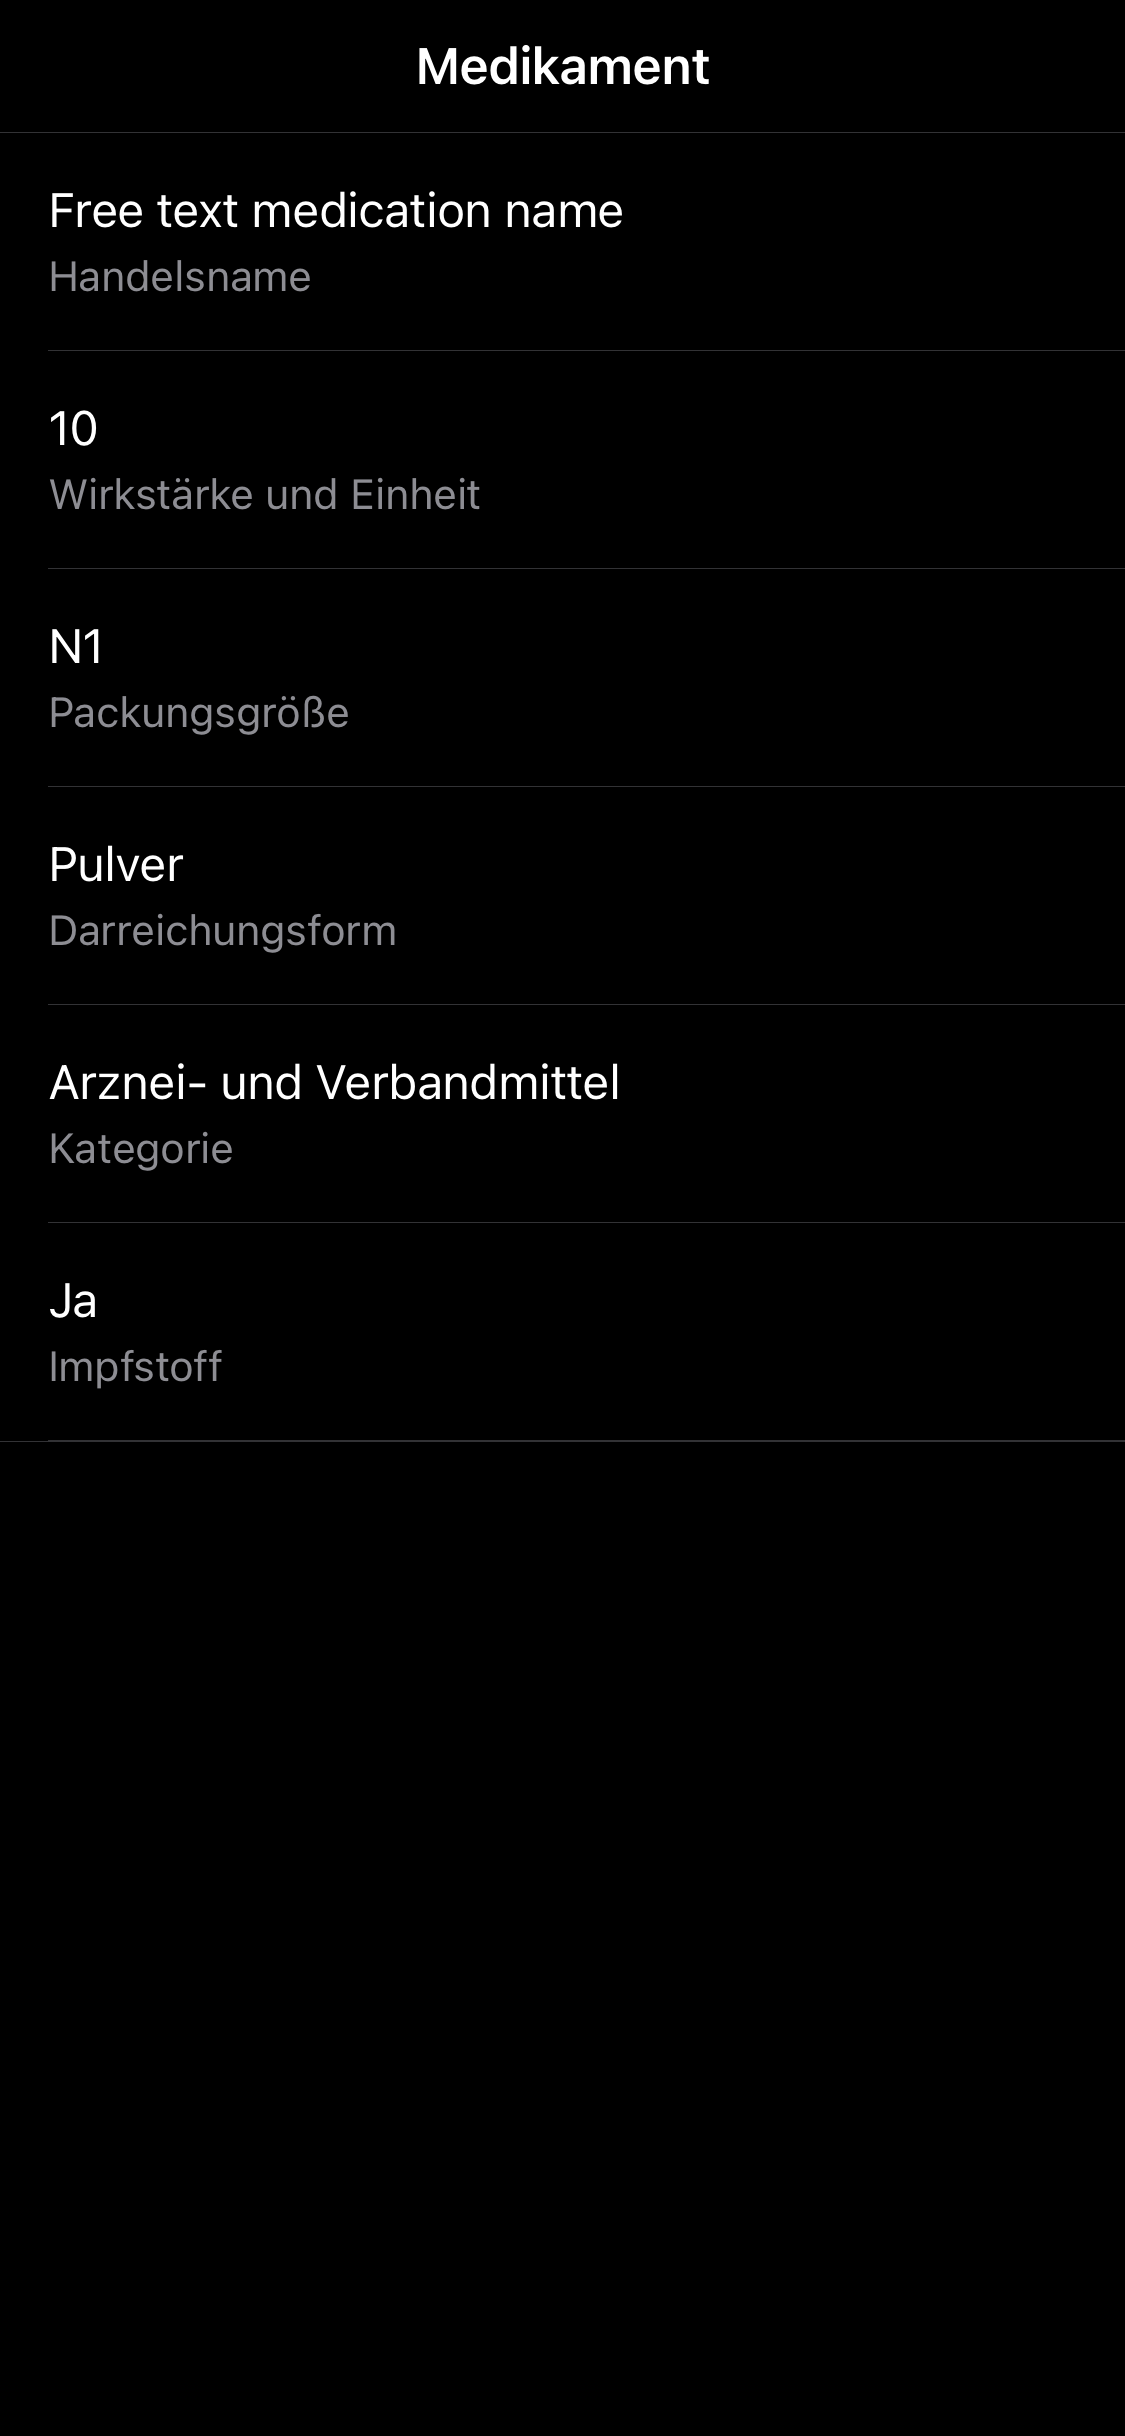 Medikament
Free text medication name
Handelsname
10
Wirkstärke und Einheit
N1
Packungsgröße
Pulver
Darreichungsform
Arznei- und Verbandmittel
Kategorie
Ja
Impfstoff